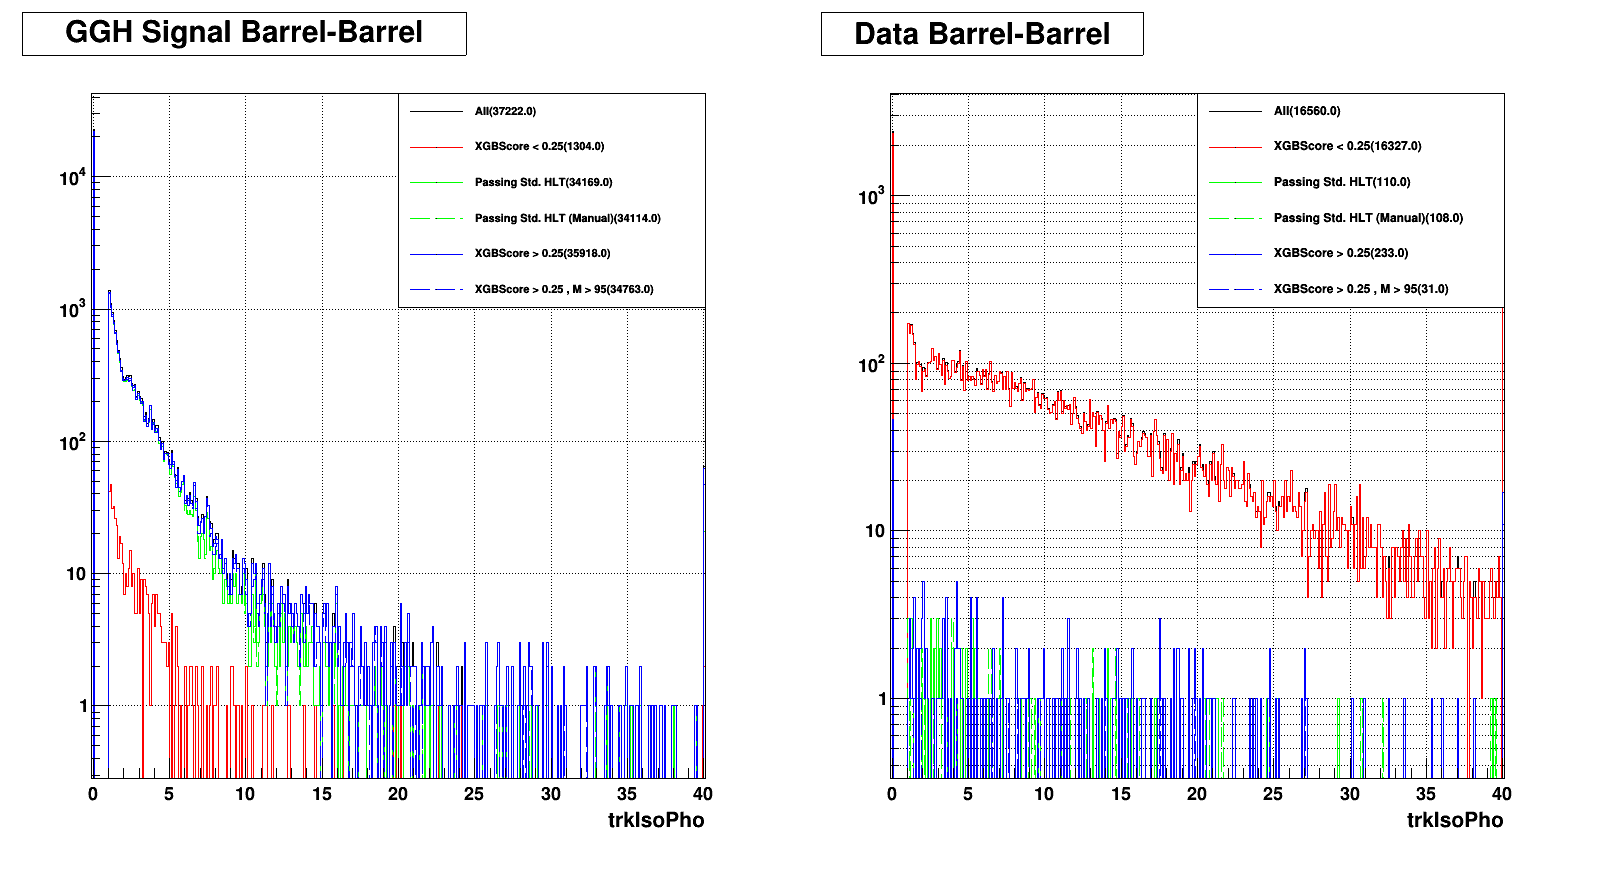 GGH Signal Barrel-Barrel
All(37222.0)
XGBScore < 0.25(1304.0)
Passing Std. HLT(34169.0)
Passing Std. HLT (Manual)(34114.0)
XGBScore > 0.25(35918.0)
XGBScore > 0.25 , M > 95(34763.0)
10^4
10^3
10^2
10
1
0 5 10 15 20 25 30 35 40
trkIsoPho
Data Barrel-Barrel
All(16560.0)
XGBScore < 0.25(16327.0)
Passing Std. HLT(110.0)
Passing Std. HLT (Manual)(108.0)
XGBScore > 0.25(233.0)
XGBScore > 0.25 , M > 95(31.0)
10^3
10^2
10
1
0 5 10 15 20 25 30 35 40
trkIsoPho